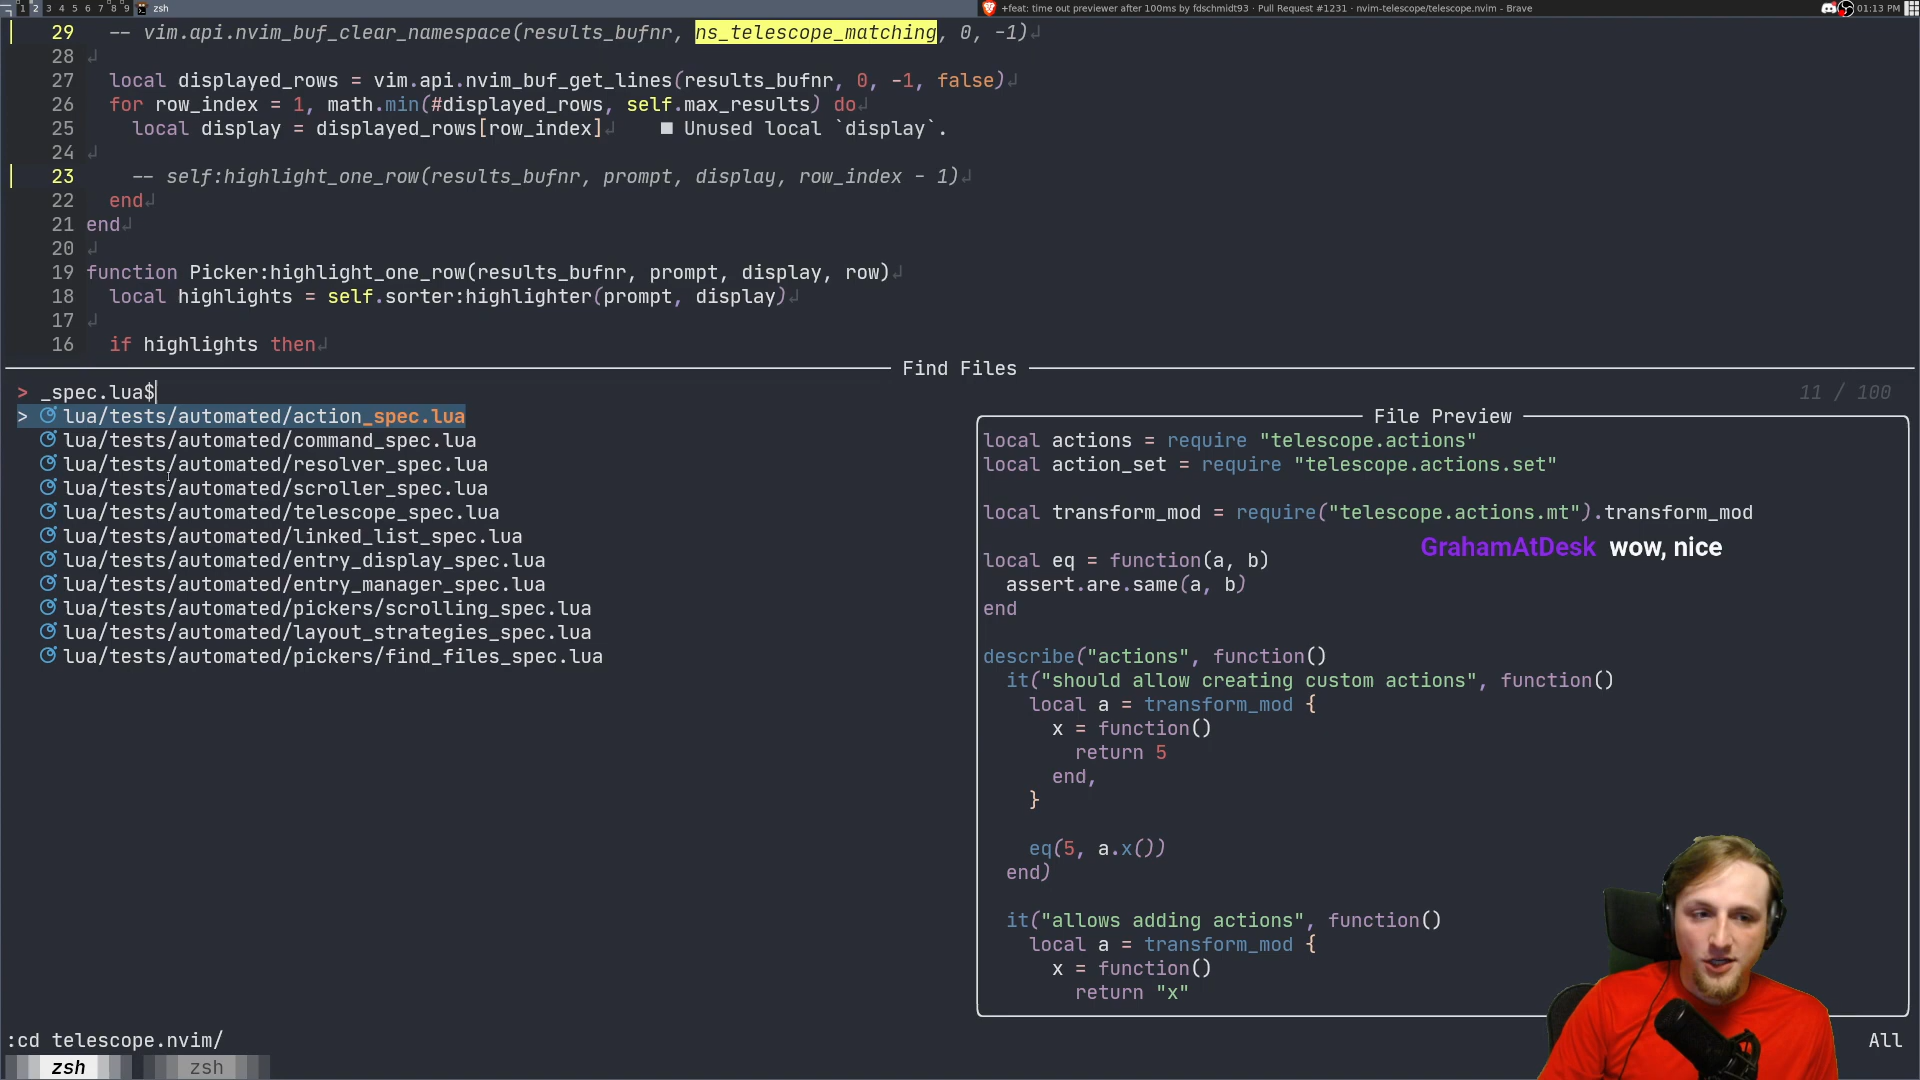 1 2 3 4 5 6 7 8 9 zsh
+feat: time out previewer after 100ms by fdschmidt93 · Pull Request #1231 · nvim-telescope/telescope.nvim - Brave
01:13 PM
29 -- vim.api.nvim_buf_clear_namespace(results_bufnr, ns_telescope_matching, 0, -1)
28
27 local displayed_rows = vim.api.nvim_buf_get_lines(results_bufnr, 0, -1, false)
26 for row_index = 1, math.min(#displayed_rows, self.max_results) do
25 local display = displayed_rows[row_index] ■ Unused local `display`.
24
23 -- self:highlight_one_row(results_bufnr, prompt, display, row_index - 1)
22 end
21 end
20
19 function Picker:highlight_one_row(results_bufnr, prompt, display, row)
18 local highlights = self.sorter:highlighter(prompt, display)
17
16 if highlights then
Find Files
> _spec.lua$
11 / 100
> lua/tests/automated/action_spec.lua
lua/tests/automated/command_spec.lua
lua/tests/automated/resolver_spec.lua
lua/tests/automated/scroller_spec.lua
lua/tests/automated/telescope_spec.lua
lua/tests/automated/linked_list_spec.lua
lua/tests/automated/entry_display_spec.lua
lua/tests/automated/entry_manager_spec.lua
lua/tests/automated/pickers/scrolling_spec.lua
lua/tests/automated/layout_strategies_spec.lua
lua/tests/automated/pickers/find_files_spec.lua
File Preview
local actions = require "telescope.actions"
local action_set = require "telescope.actions.set"
local transform_mod = require("telescope.actions.mt").transform_mod
GrahamAtDesk wow, nice
local eq = function(a, b)
assert.are.same(a, b)
end
describe("actions", function()
it("should allow creating custom actions", function()
local a = transform_mod {
x = function()
return 5
end,
}
eq(5, a.x())
end)
it("allows adding actions", function()
local a = transform_mod {
x = function()
return "x"
:cd telescope.nvim/
All
zsh zsh